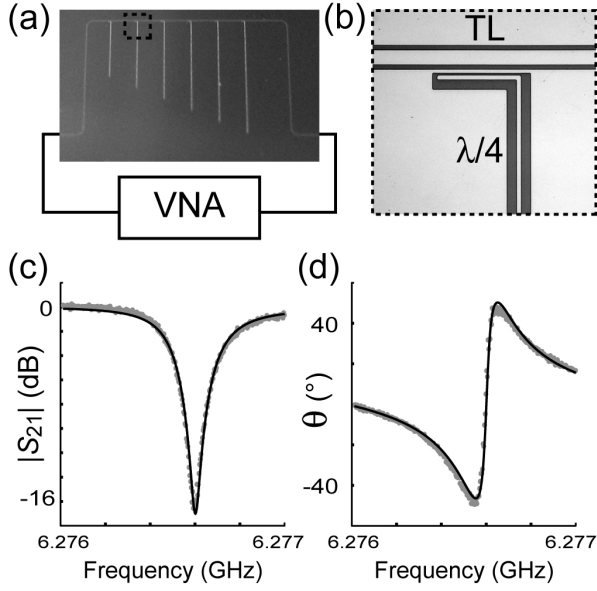 (a)
VNA
(b)
TL
λ/4
(c)
0
-16
|S21| (dB)
6.276
6.277
Frequency (GHz)
(d)
40
-40
θ (°)
6.276
6.277
Frequency (GHz)